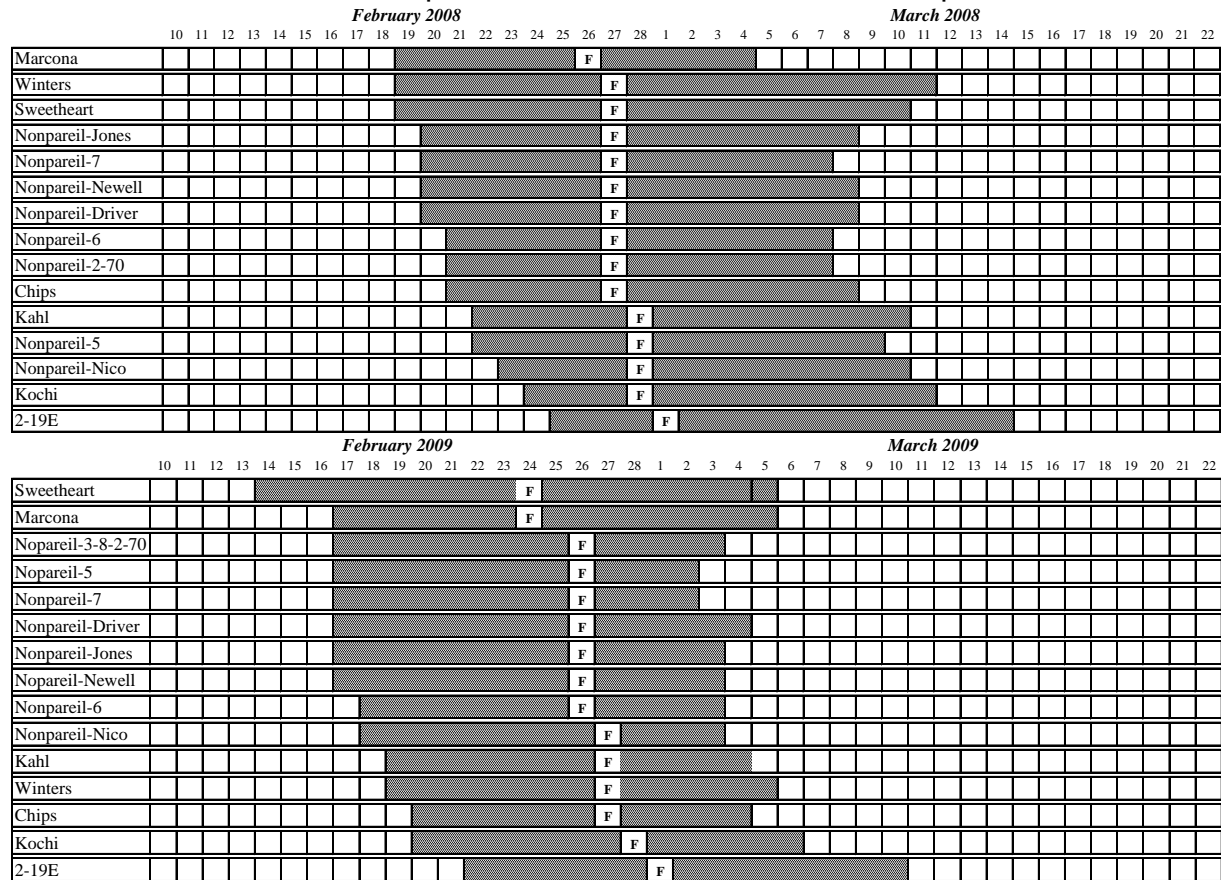 February 2008 March 2008
10 11 12 13 14 15 16 17 18 19 20 21 22 23 24 25 26 27 28 1 2 3 4 5 6 7 8 9 10 11 12 13 14 15 16 17 18 19 20 21 22
Marcona F
Winters F
Sweetheart F
Nonpareil-Jones F
Nonpareil-7 F
Nonpareil-Newell F
Nonpareil-Driver F
Nonpareil-6 F
Nonpareil-2-70 F
Chips F
Kahl F
Nonpareil-5 F
Nonpareil-Nico F
Kochi F
2-19E F
February 2009 March 2009
10 11 12 13 14 15 16 17 18 19 20 21 22 23 24 25 26 27 28 1 2 3 4 5 6 7 8 9 10 11 12 13 14 15 16 17 18 19 20 21 22
Sweetheart F
Marcona F
Nopareil-3-8-2-70 F
Nopareil-5 F
Nonpareil-7 F
Nonpareil-Driver F
Nonpareil-Jones F
Nopareil-Newell F
Nonpareil-6 F
Nonpareil-Nico F
Kahl F
Winters F
Chips F
Kochi F
2-19E F